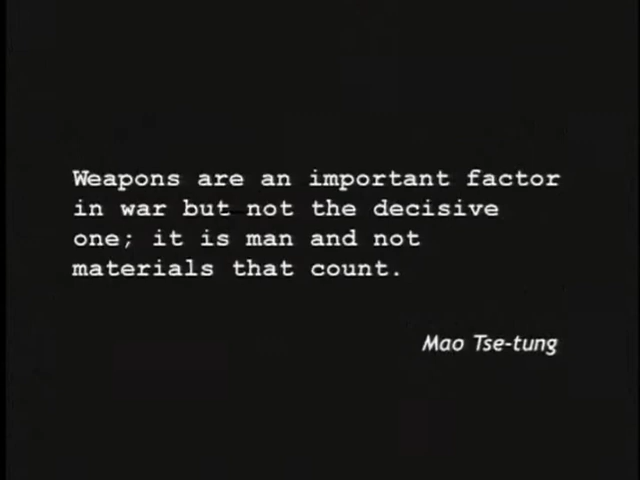 Weapons are an important factor
in war but not the decisive
one; it is man and not
materials that count.
Mao Tse-tung